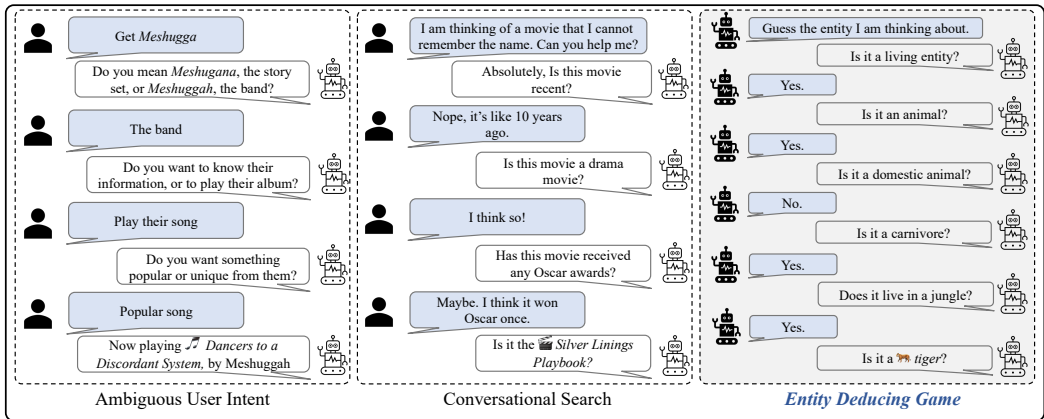 Get Meshugga
Do you mean Meshugana, the story
set, or Meshuggah, the band?
The band
Do you want to know their
information, or to play their album?
Play their song
Do you want something
popular or unique from them?
Popular song
Now playing 🎵 Dancers to a
Discordant System, by Meshuggah
Ambiguous User Intent
I am thinking of a movie that I cannot
remember the name. Can you help me?
Absolutely, Is this movie
recent?
Nope, it's like 10 years
ago.
Is this movie a drama
movie?
I think so!
Has this movie received
any Oscar awards?
Maybe. I think it won
Oscar once.
Is it the 🎬 Silver Linings
Playbook?
Conversational Search
Guess the entity I am thinking about.
Is it a living entity?
Yes.
Is it an animal?
Yes.
Is it a domestic animal?
No.
Is it a carnivore?
Yes.
Does it live in a jungle?
Yes.
Is it a 🐅 tiger?
Entity Deducing Game